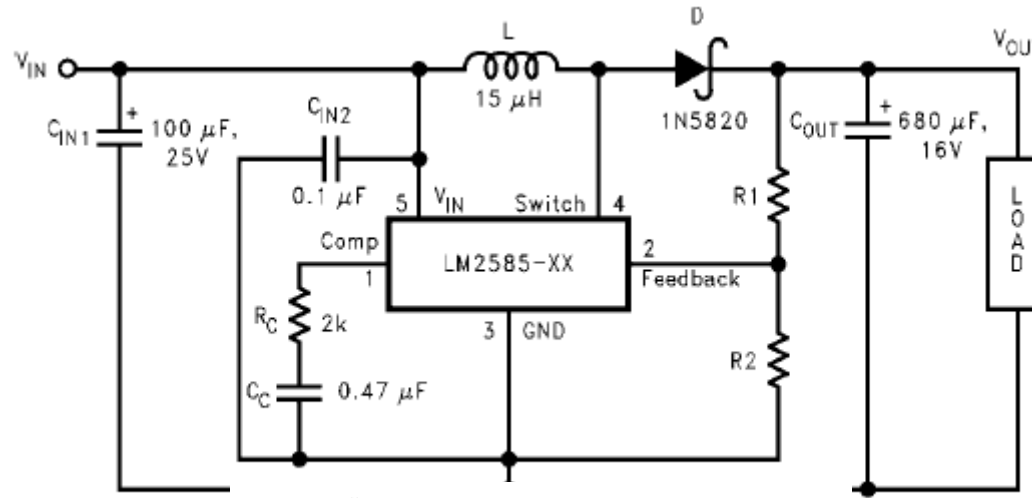 L
D
V_IN
V_OU
15 μH
1N5820
C_IN1
+
100 μF,
25V
C_IN2
0.1 μF
C_OUT
+
680 μF,
16V
R1
LOAD
5
V_IN
Switch
4
Comp
1
LM2585-XX
2
Feedback
R_C
2k
3
GND
R2
C_C
0.47 μF